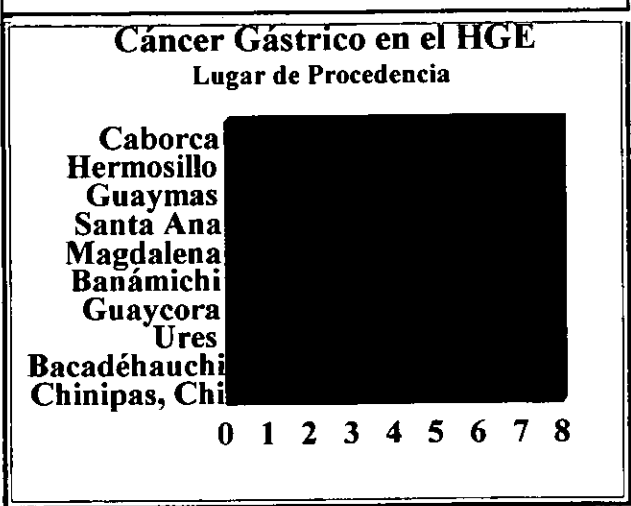 Cáncer Gástrico en el HGE
Lugar de Procedencia
Caborca
Hermosillo
Guaymas
Santa Ana
Magdalena
Banámichi
Guaycora
Ures
Bacadéhauchi
Chinipas, Chi
0 1 2 3 4 5 6 7 8